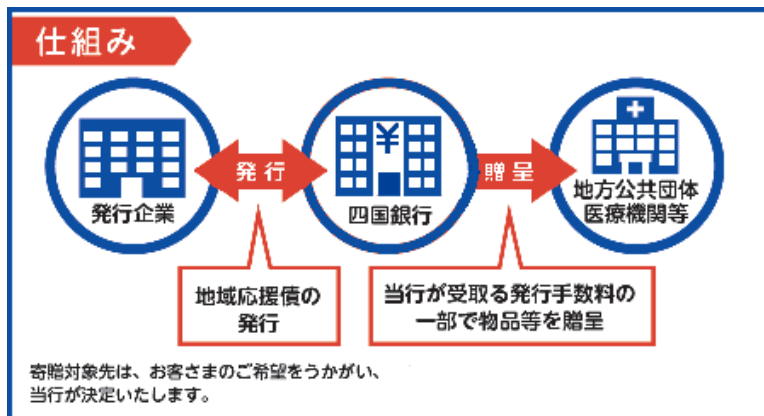 仕組み
発行
贈呈
発行企業
四国銀行
地方公共団体
医療機関等
地域応援債の
発行
当行が受取る発行手数料の
一部で物品等を贈呈
寄贈対象先は、お客さまのご希望をうかがい、
当行が決定いたします。